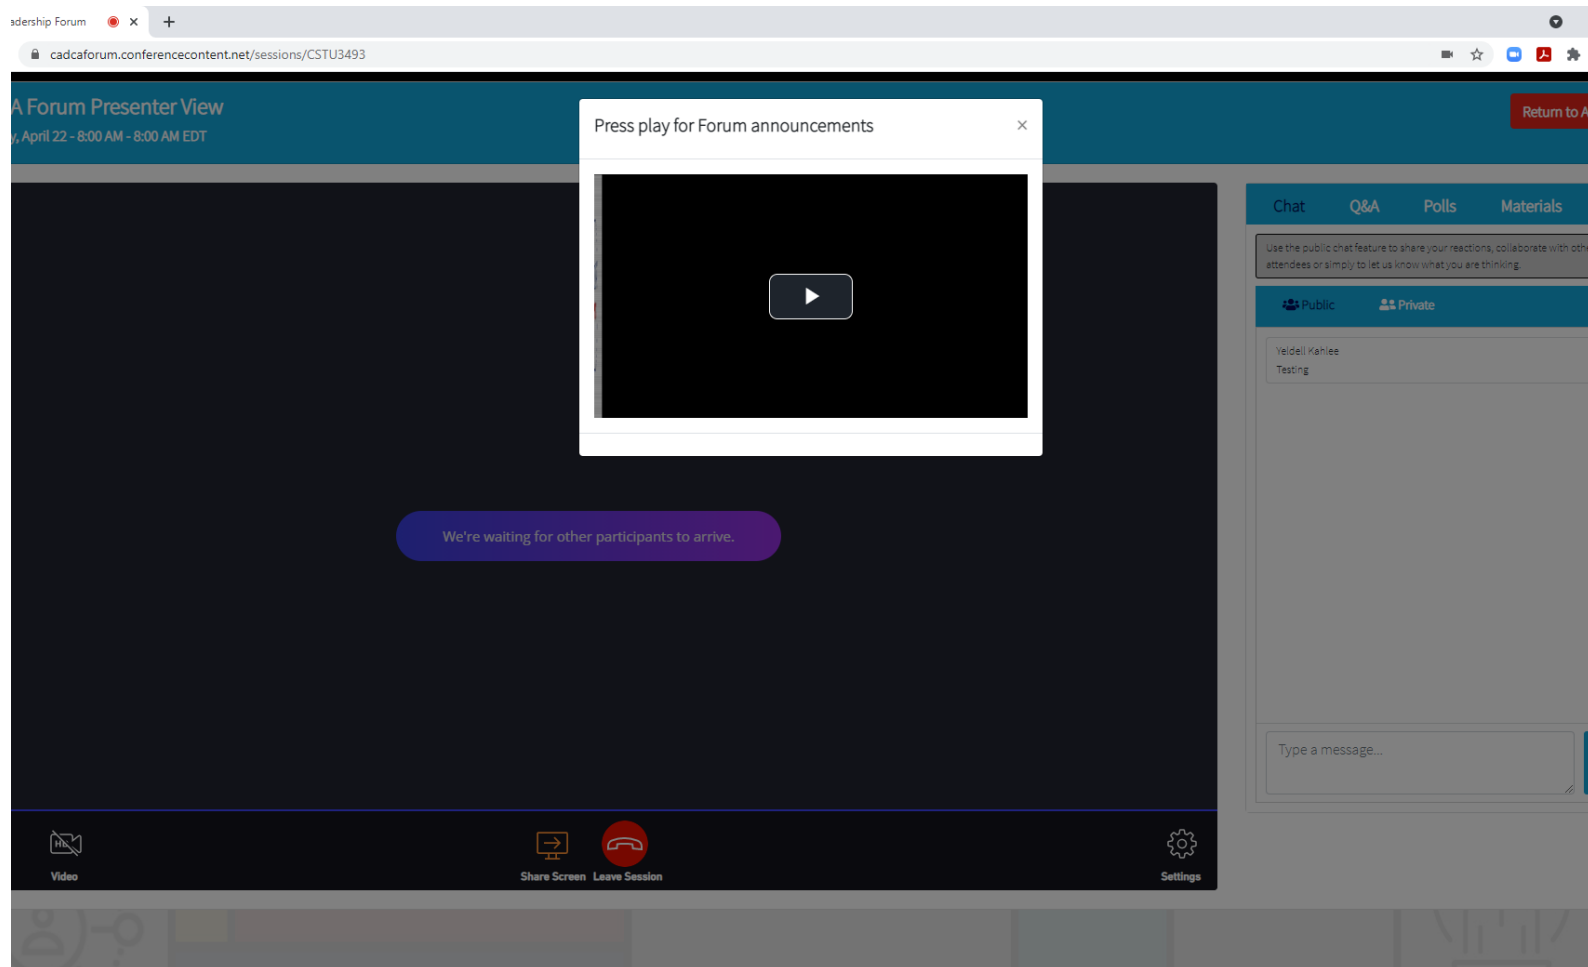 adership Forum
cadcaforum.conferencecontent.net/sessions/CSTU3493
A Forum Presenter View
y, April 22 - 8:00 AM - 8:00 AM EDT
Press play for Forum announcements
Return to A
Chat Q&A Polls Materials
Use the public chat feature to share your reactions, collaborate with othe
attendees or simply to let us know what you are thinking.
Public Private
Yeldell Kahlee
Testing
We're waiting for other participants to arrive.
Type a message...
HD
Video
Share Screen
Leave Session
Settings